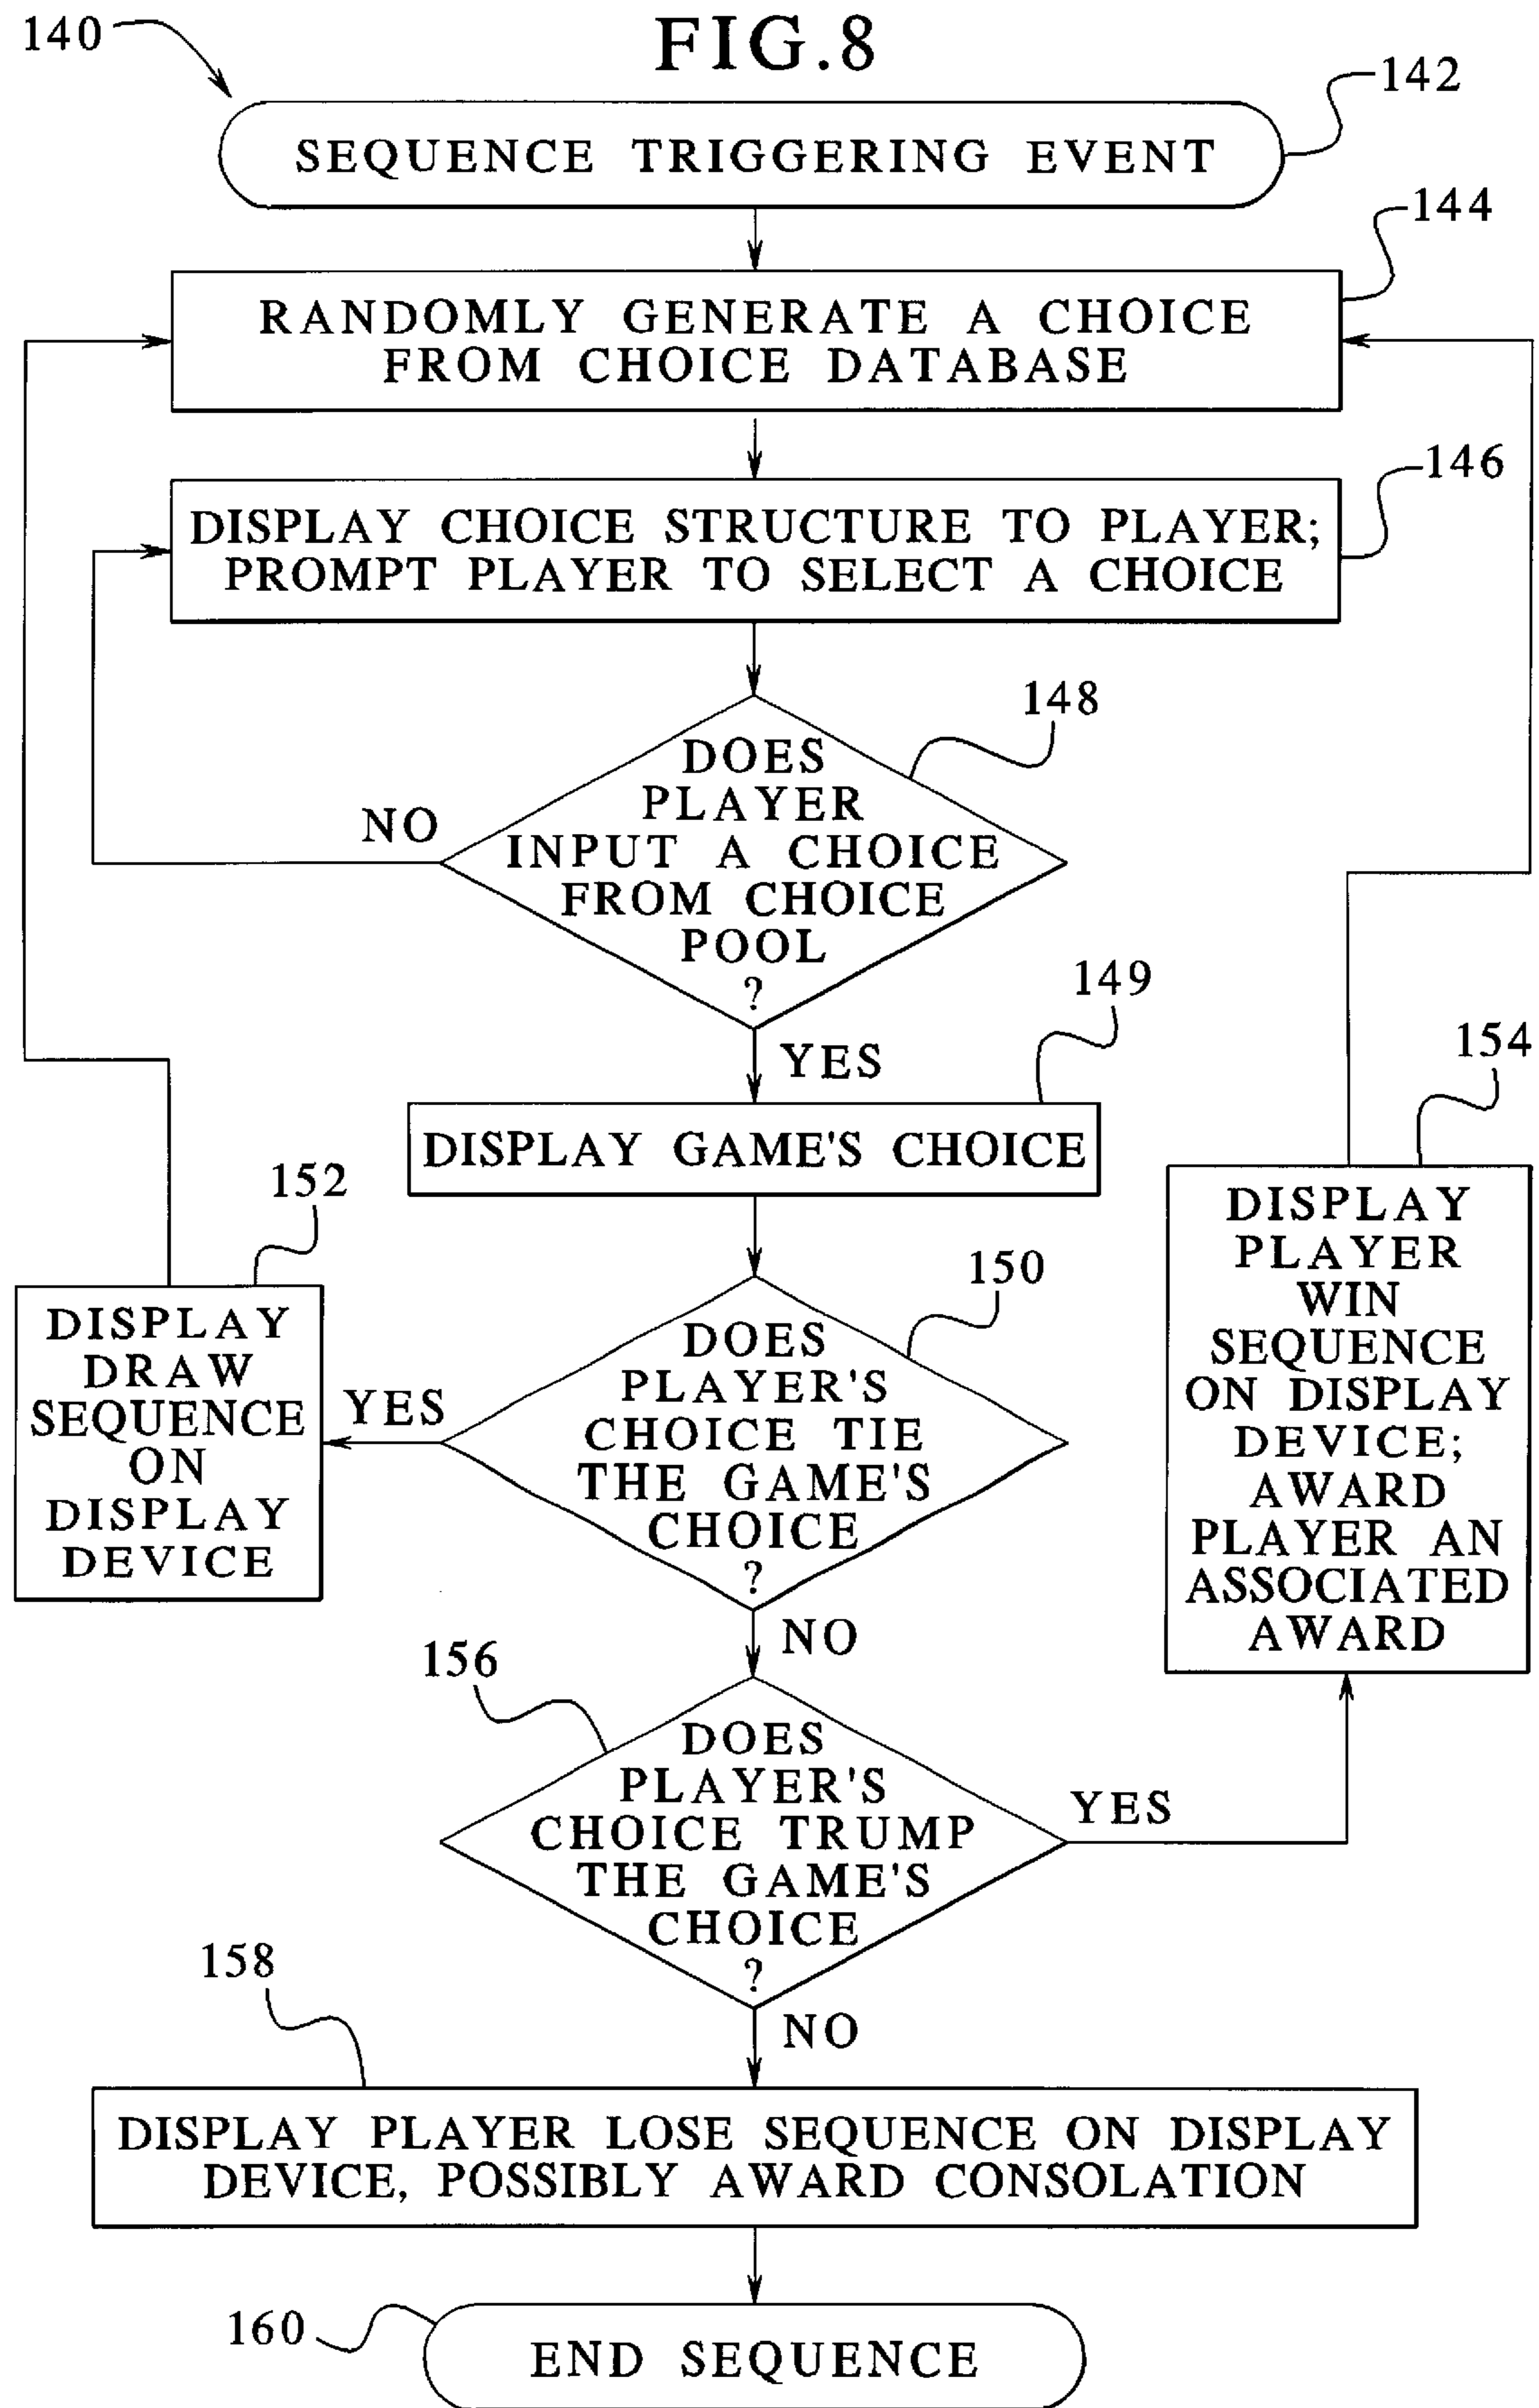 FIG.8
140
142
SEQUENCE TRIGGERING EVENT
144
RANDOMLY GENERATE A CHOICE
FROM CHOICE DATABASE
146
DISPLAY CHOICE STRUCTURE TO PLAYER;
PROMPT PLAYER TO SELECT A CHOICE
148
DOES
PLAYER
INPUT A CHOICE
FROM CHOICE
POOL
?
NO
YES
149
DISPLAY GAME'S CHOICE
150
DOES
PLAYER'S
CHOICE TIE
THE GAME'S
CHOICE
?
YES
152
DISPLAY
DRAW
SEQUENCE
ON
DISPLAY
DEVICE
NO
154
DISPLAY
PLAYER
WIN
SEQUENCE
ON DISPLAY
DEVICE;
AWARD
PLAYER AN
ASSOCIATED
AWARD
156
DOES
PLAYER'S
CHOICE TRUMP
THE GAME'S
CHOICE
?
YES
NO
158
DISPLAY PLAYER LOSE SEQUENCE ON DISPLAY
DEVICE, POSSIBLY AWARD CONSOLATION
160
END SEQUENCE